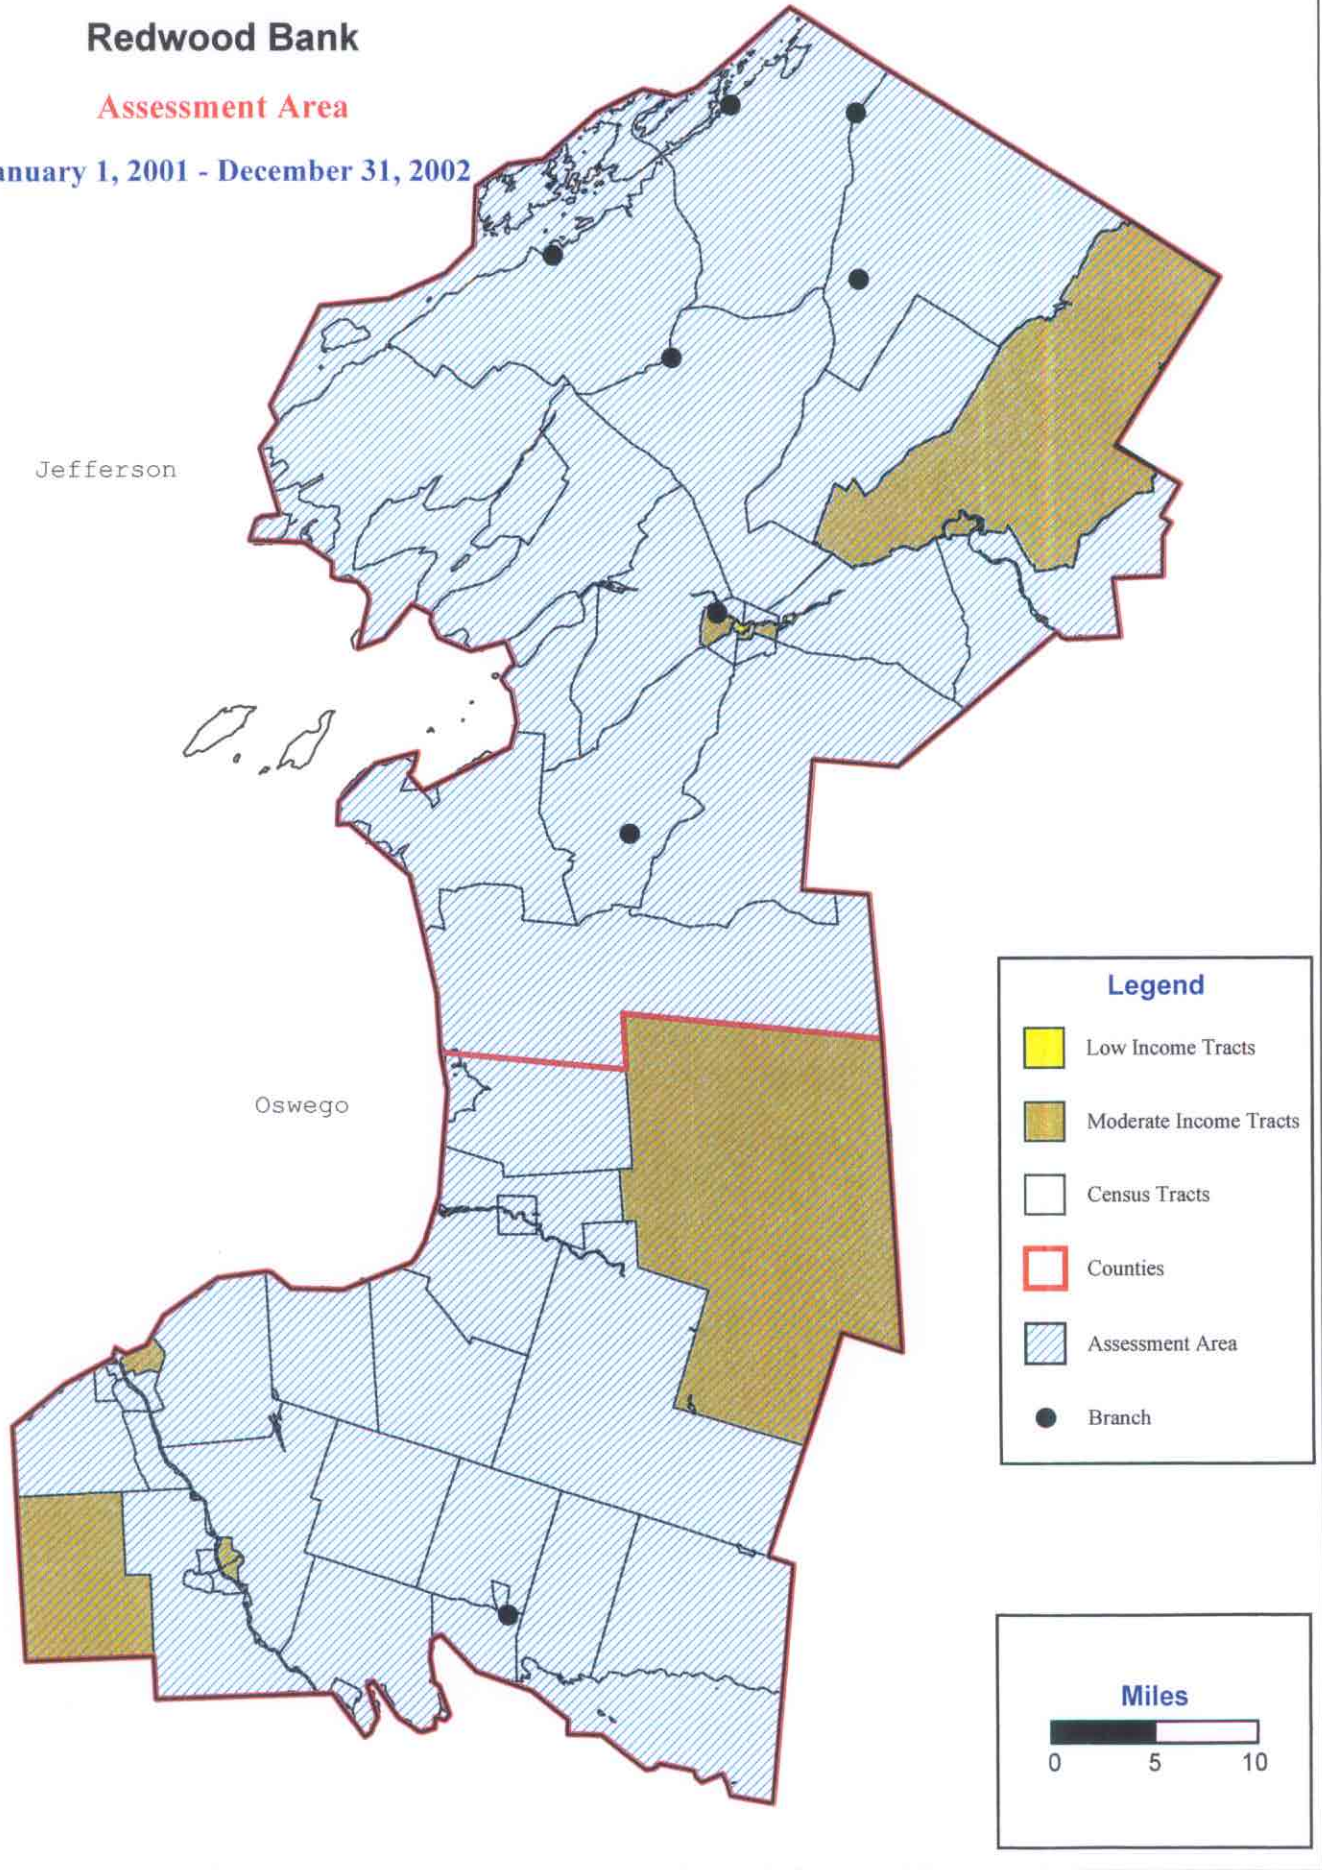 Redwood Bank
Assessment Area
anuary 1, 2001 - December 31, 2002
Jefferson
Oswego
Legend
Low Income Tracts
Moderate Income Tracts
Census Tracts
Counties
Assessment Area
Branch
Miles
0 5 10